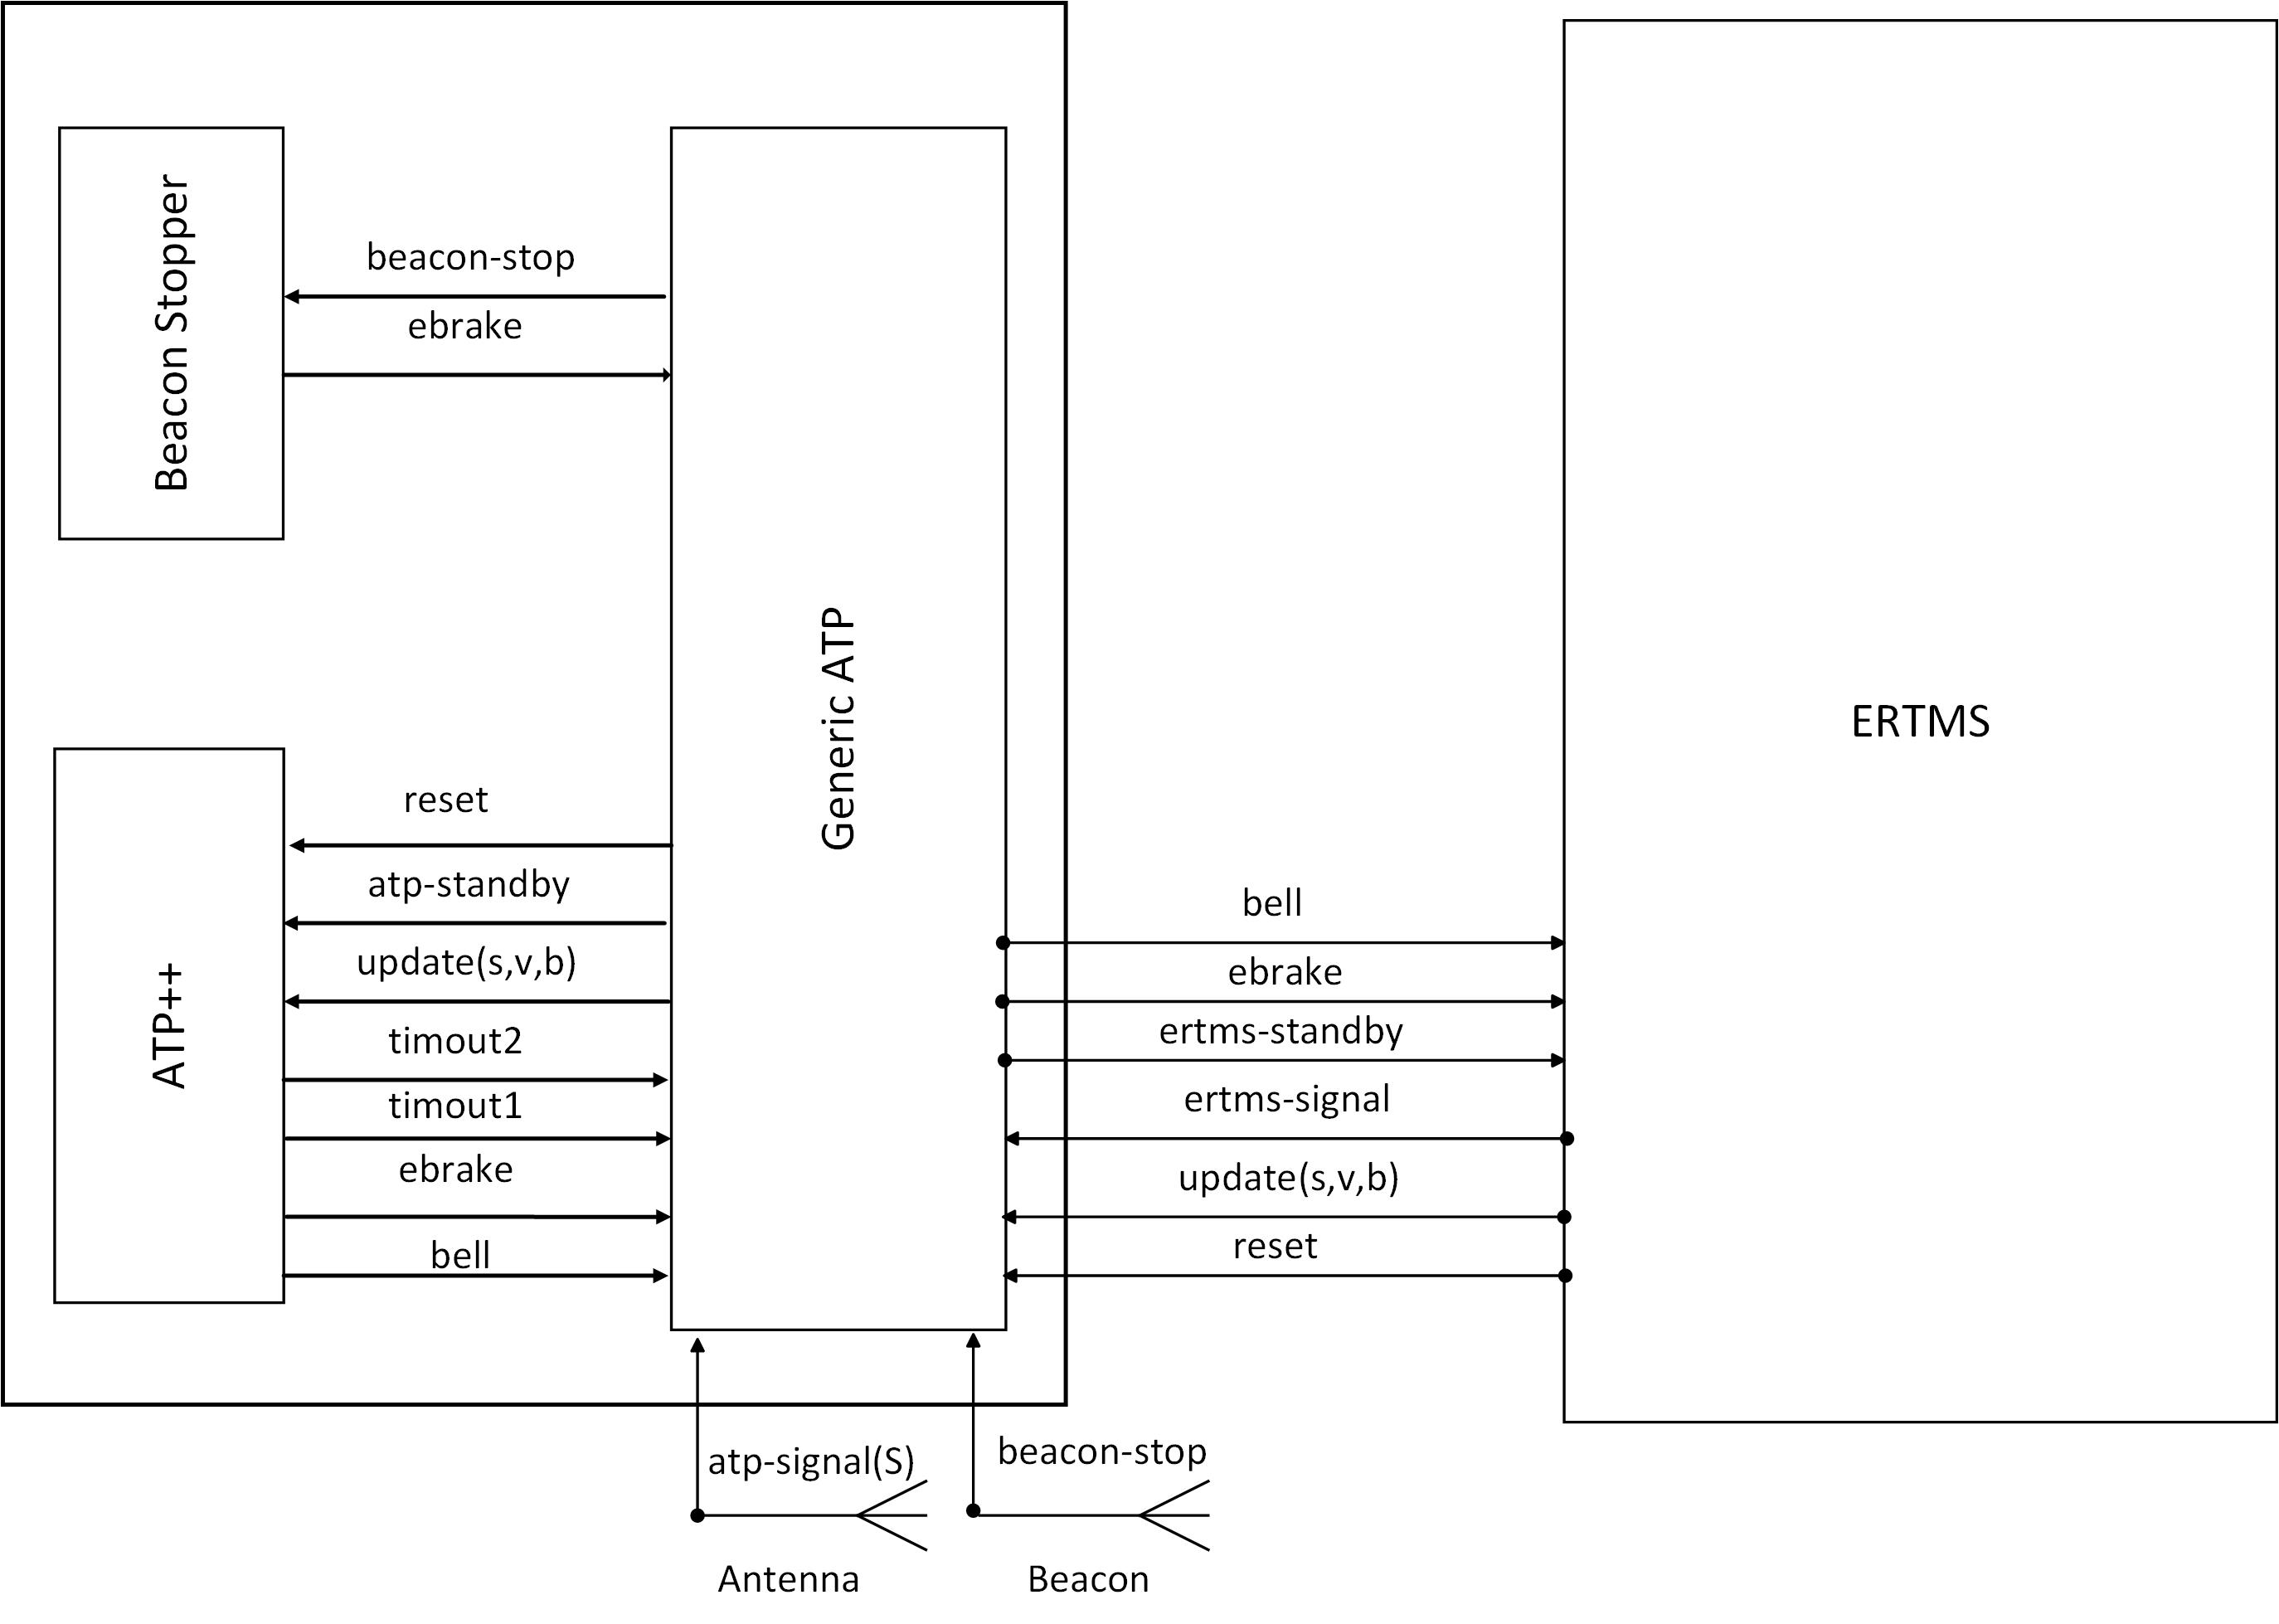 Beacon Stopper
beacon-stop
ebrake
Generic ATP
ERTMS
ATP++
reset
atp-standby
update(s,v,b)
timout2
timout1
ebrake
bell
bell
ebrake
ertms-standby
ertms-signal
update(s,v,b)
reset
atp-signal(S)
beacon-stop
Antenna
Beacon